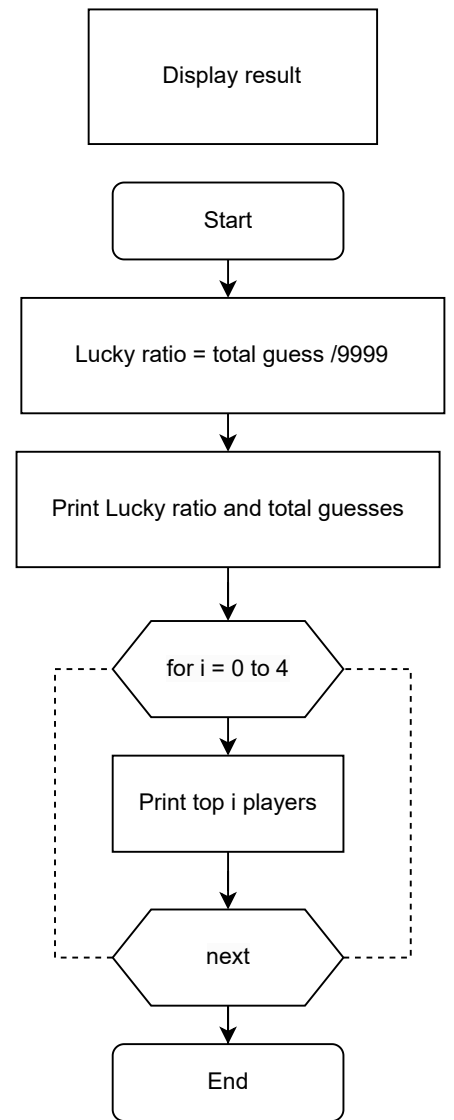 Display result
Start
Lucky ratio = total guess /9999
Print Lucky ratio and total guesses
for i = 0 to 4
Print top i players
next
End